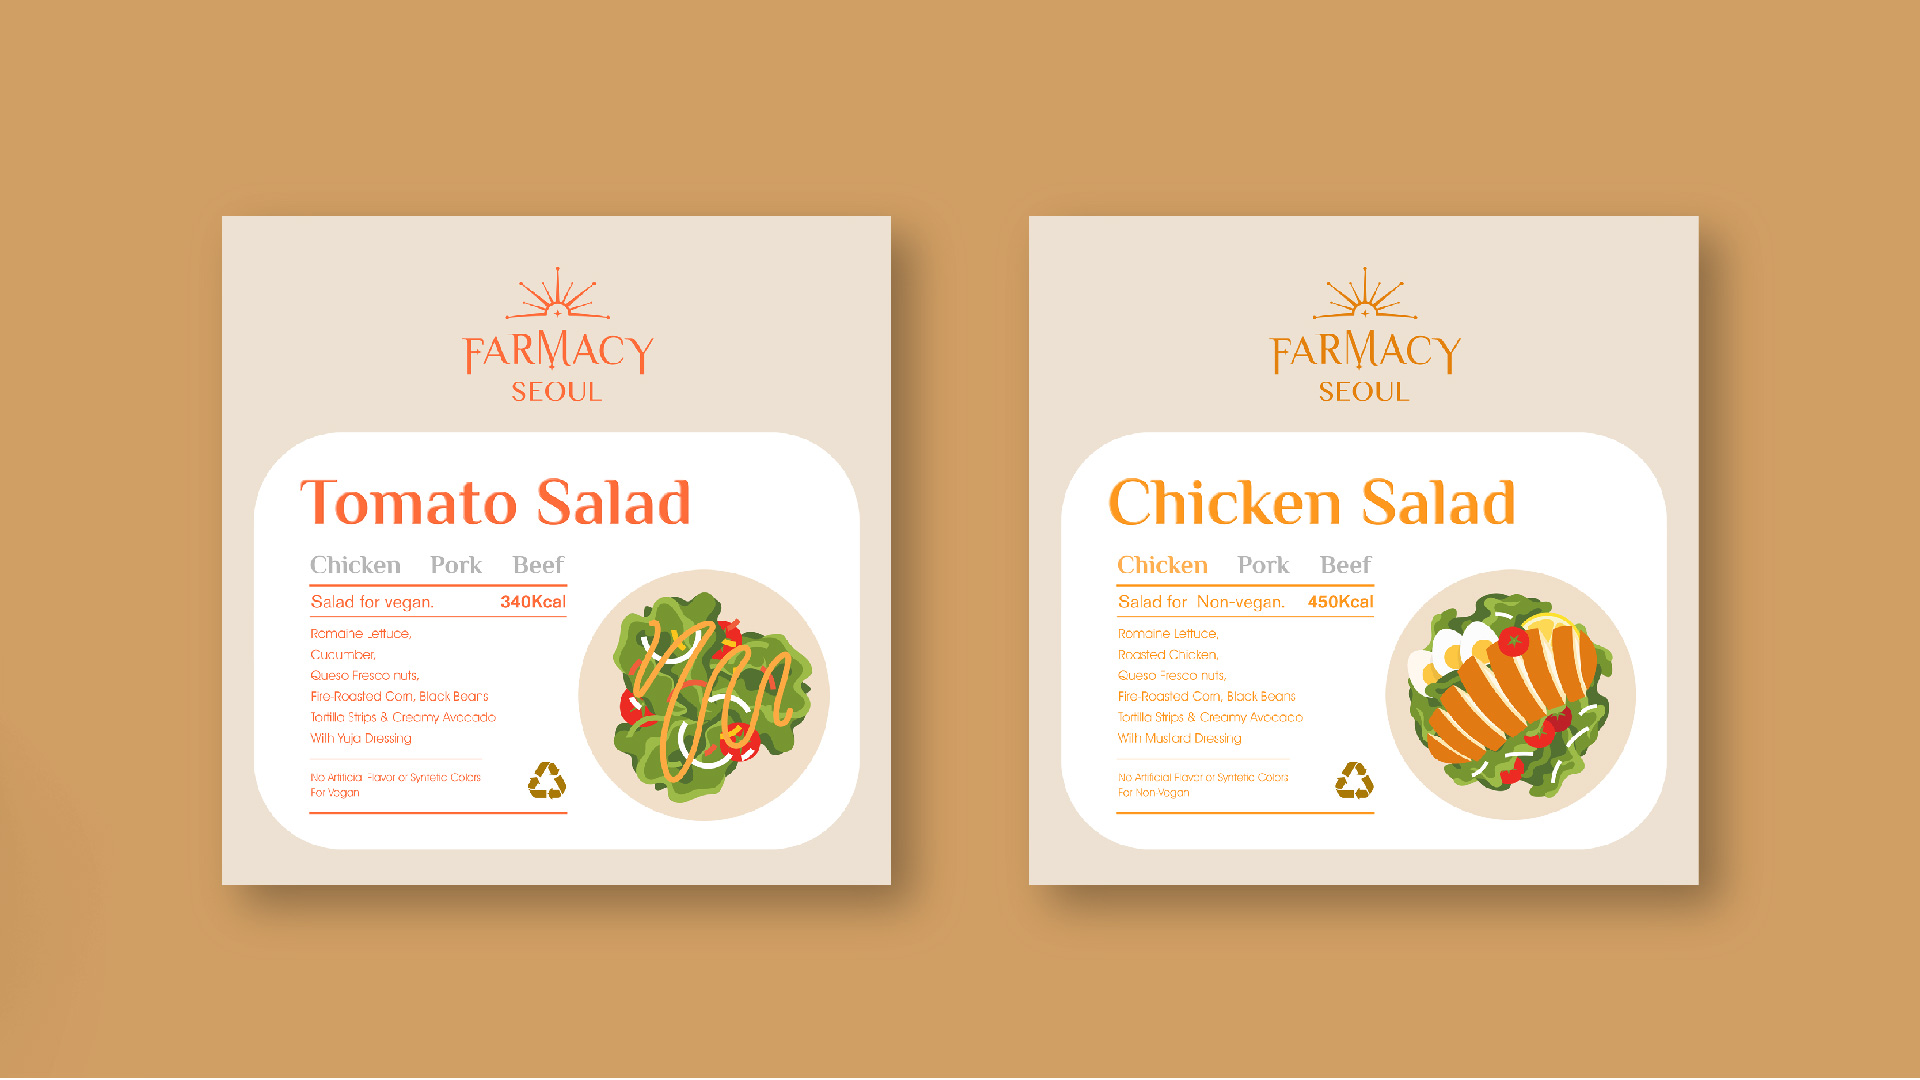 FARMACY
SEOUL
Tomato Salad
Chicken Pork Beef
Salad for vegan. 340Kcal
Romaine Lettuce,
Cucumber,
Queso Fresco nuts,
Fire-Roasted Corn, Black Beans
Tortilla Strips & Creamy Avocado
With Yuja Dressing
No Artificial Flavor or Syntetic Colors
For Vegan
FARMACY
SEOUL
Chicken Salad
Chicken Pork Beef
Salad for Non-vegan. 450Kcal
Romaine Lettuce,
Roasted Chicken,
Queso Fresco nuts,
Fire-Roasted Corn, Black Beans
Tortilla Strips & Creamy Avocado
With Mustard Dressing
No Artificial Flavor or Syntetic Colors
For Non-Vegan